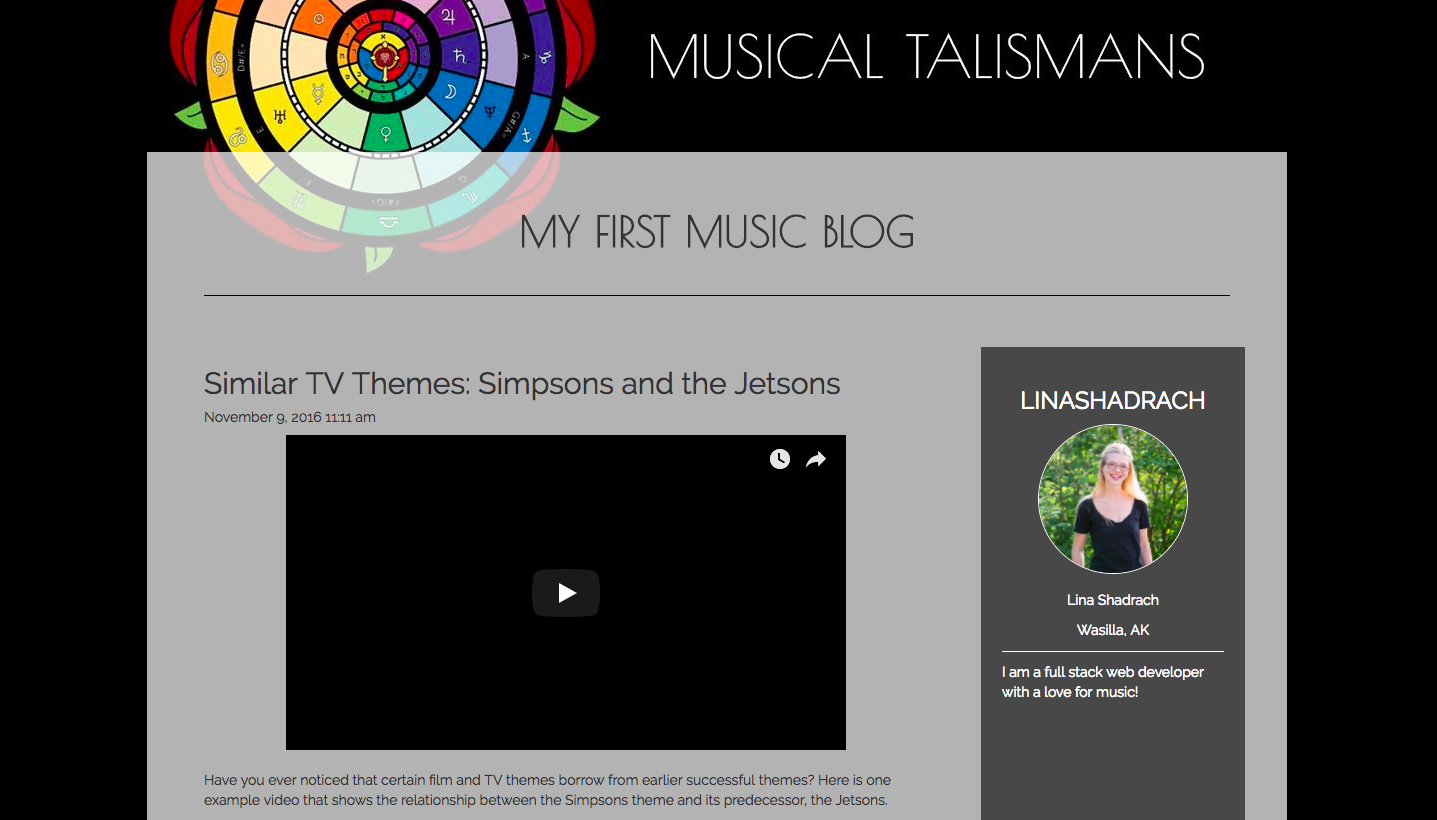 MUSICAL TALISMANS
D#/E♭
A
E
G#/A♭
F
G
F#/G♭
MY FIRST MUSIC BLOG
Similar TV Themes: Simpsons and the Jetsons
November 9, 2016 11:11 am
Have you ever noticed that certain film and TV themes borrow from earlier successful themes? Here is one
example video that shows the relationship between the Simpsons theme and its predecessor, the Jetsons.
LINASHADRACH
Lina Shadrach
Wasilla, AK
I am a full stack web developer
with a love for music!